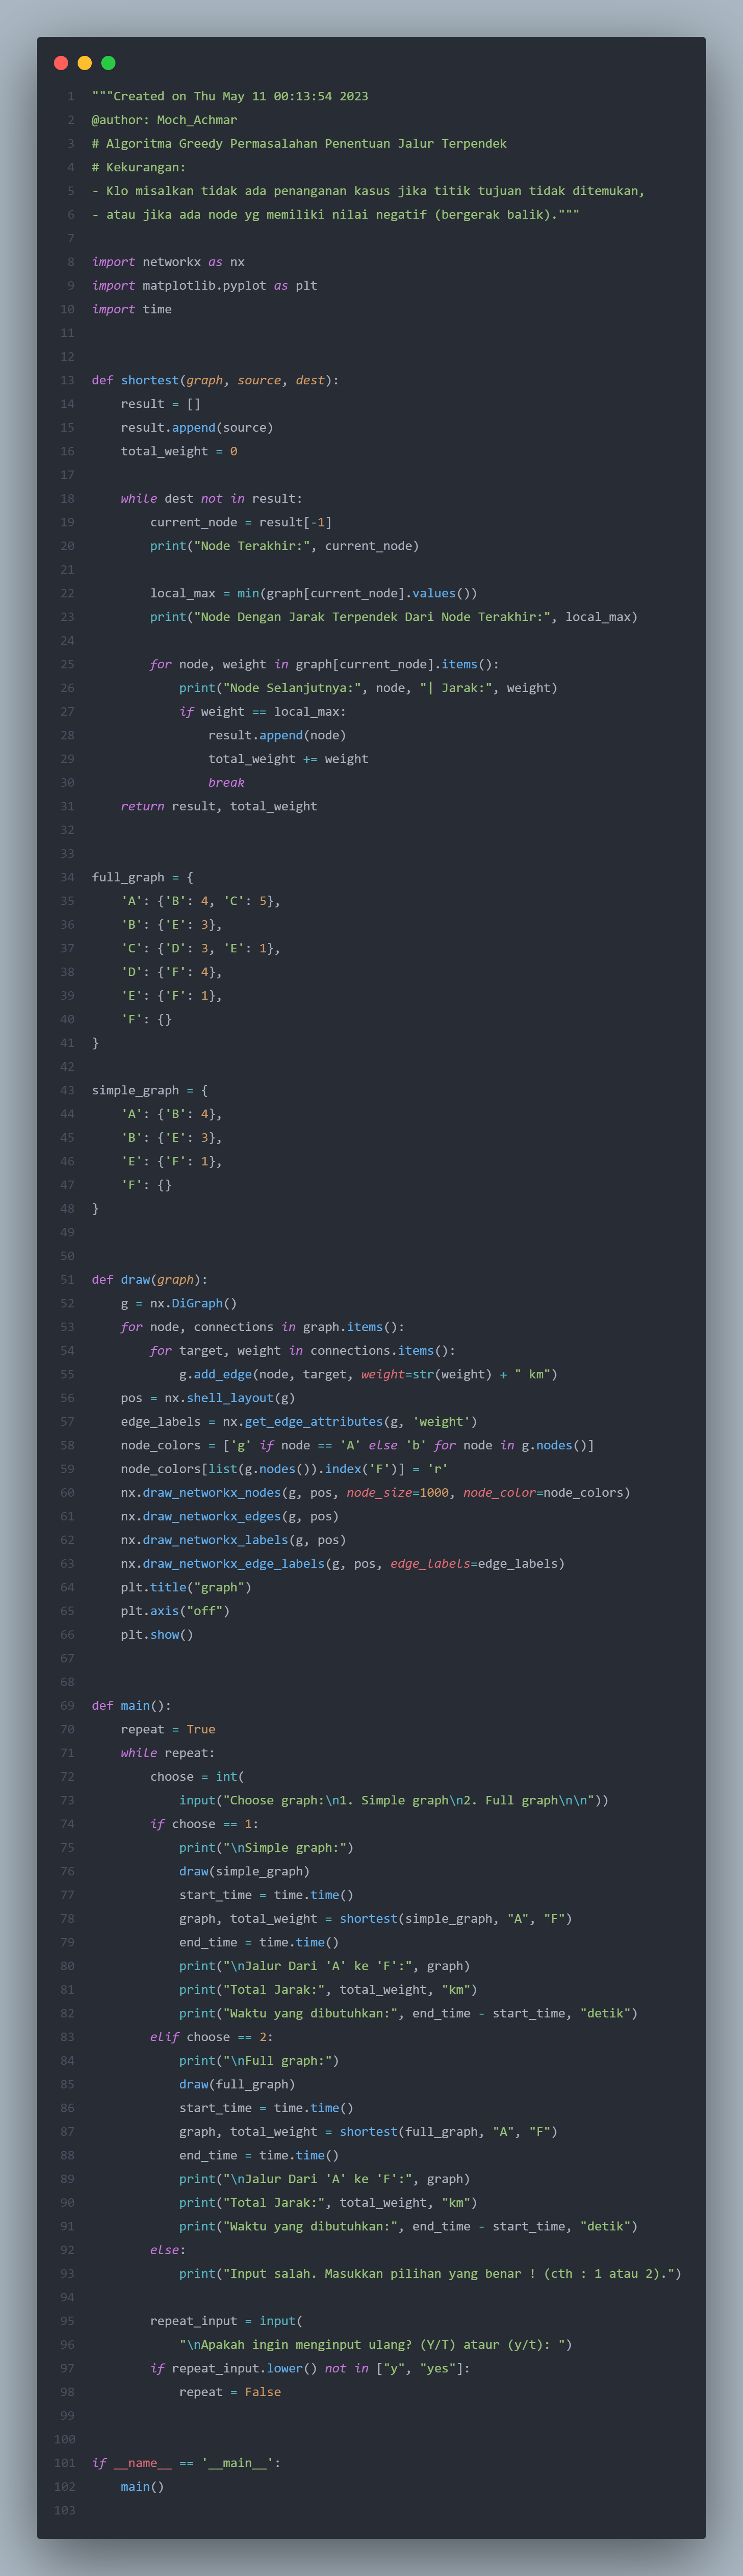 1 """Created on Thu May 11 00:13:54 2023
2 @author: Moch_Achmar
3 # Algoritma Greedy Permasalahan Penentuan Jalur Terpendek
4 # Kekurangan:
5 - Klo misalkan tidak ada penanganan kasus jika titik tujuan tidak ditemukan,
6 - atau jika ada node yg memiliki nilai negatif (bergerak balik)."""
7
8 import networkx as nx
9 import matplotlib.pyplot as plt
10 import time
11
12
13 def shortest(graph, source, dest):
14     result = []
15     result.append(source)
16     total_weight = 0
17
18     while dest not in result:
19         current_node = result[-1]
20         print("Node Terakhir:", current_node)
21
22         local_max = min(graph[current_node].values())
23         print("Node Dengan Jarak Terpendek Dari Node Terakhir:", local_max)
24
25         for node, weight in graph[current_node].items():
26             print("Node Selanjutnya:", node, "| Jarak:", weight)
27             if weight == local_max:
28                 result.append(node)
29                 total_weight += weight
30                 break
31     return result, total_weight
32
33
34 full_graph = {
35     'A': {'B': 4, 'C': 5},
36     'B': {'E': 3},
37     'C': {'D': 3, 'E': 1},
38     'D': {'F': 4},
39     'E': {'F': 1},
40     'F': {}
41 }
42
43 simple_graph = {
44     'A': {'B': 4},
45     'B': {'E': 3},
46     'E': {'F': 1},
47     'F': {}
48 }
49
50
51 def draw(graph):
52     g = nx.DiGraph()
53     for node, connections in graph.items():
54         for target, weight in connections.items():
55             g.add_edge(node, target, weight=str(weight) + " km")
56     pos = nx.shell_layout(g)
57     edge_labels = nx.get_edge_attributes(g, 'weight')
58     node_colors = ['g' if node == 'A' else 'b' for node in g.nodes()]
59     node_colors[list(g.nodes()).index('F')] = 'r'
60     nx.draw_networkx_nodes(g, pos, node_size=1000, node_color=node_colors)
61     nx.draw_networkx_edges(g, pos)
62     nx.draw_networkx_labels(g, pos)
63     nx.draw_networkx_edge_labels(g, pos, edge_labels=edge_labels)
64     plt.title("graph")
65     plt.axis("off")
66     plt.show()
67
68
69 def main():
70     repeat = True
71     while repeat:
72         choose = int(
73             input("Choose graph:\n1. Simple graph\n2. Full graph\n\n"))
74         if choose == 1:
75             print("\nSimple graph:")
76             draw(simple_graph)
77             start_time = time.time()
78             graph, total_weight = shortest(simple_graph, "A", "F")
79             end_time = time.time()
80             print("\nJalur Dari 'A' ke 'F':", graph)
81             print("Total Jarak:", total_weight, "km")
82             print("Waktu yang dibutuhkan:", end_time - start_time, "detik")
83         elif choose == 2:
84             print("\nFull graph:")
85             draw(full_graph)
86             start_time = time.time()
87             graph, total_weight = shortest(full_graph, "A", "F")
88             end_time = time.time()
89             print("\nJalur Dari 'A' ke 'F':", graph)
90             print("Total Jarak:", total_weight, "km")
91             print("Waktu yang dibutuhkan:", end_time - start_time, "detik")
92         else:
93             print("Input salah. Masukkan pilihan yang benar ! (cth : 1 atau 2).")
94
95         repeat_input = input(
96             "\nApakah ingin menginput ulang? (Y/T) ataur (y/t): ")
97         if repeat_input.lower() not in ["y", "yes"]:
98             repeat = False
99
100
101 if __name__ == '__main__':
102     main()
103